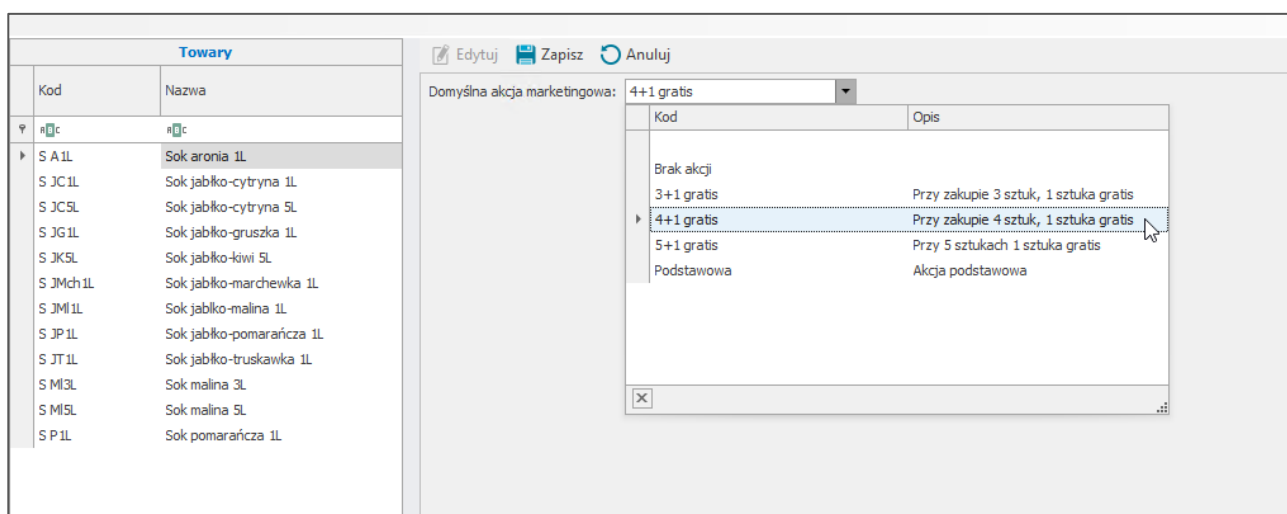 Towary
Edytuj Zapisz Anuluj
Kod Nazwa
Domyślna akcja marketingowa: 4+1 gratis
Kod Opis
S A1L Sok aronia 1L
S JC1L Sok jabłko-cytryna 1L
S JC5L Sok jabłko-cytryna 5L
S JG1L Sok jabłko-gruszka 1L
S JK5L Sok jabłko-kiwi 5L
S JMch1L Sok jabłko-marchewka 1L
S JMl1L Sok jabłko-malina 1L
S JP1L Sok jabłko-pomarańcza 1L
S JT1L Sok jabłko-truskawka 1L
S Ml3L Sok malina 3L
S Ml5L Sok malina 5L
S P1L Sok pomarańcza 1L
Brak akcji
3+1 gratis Przy zakupie 3 sztuk, 1 sztuka gratis
4+1 gratis Przy zakupie 4 sztuk, 1 sztuka gratis
5+1 gratis Przy 5 sztukach 1 sztuka gratis
Podstawowa Akcja podstawowa